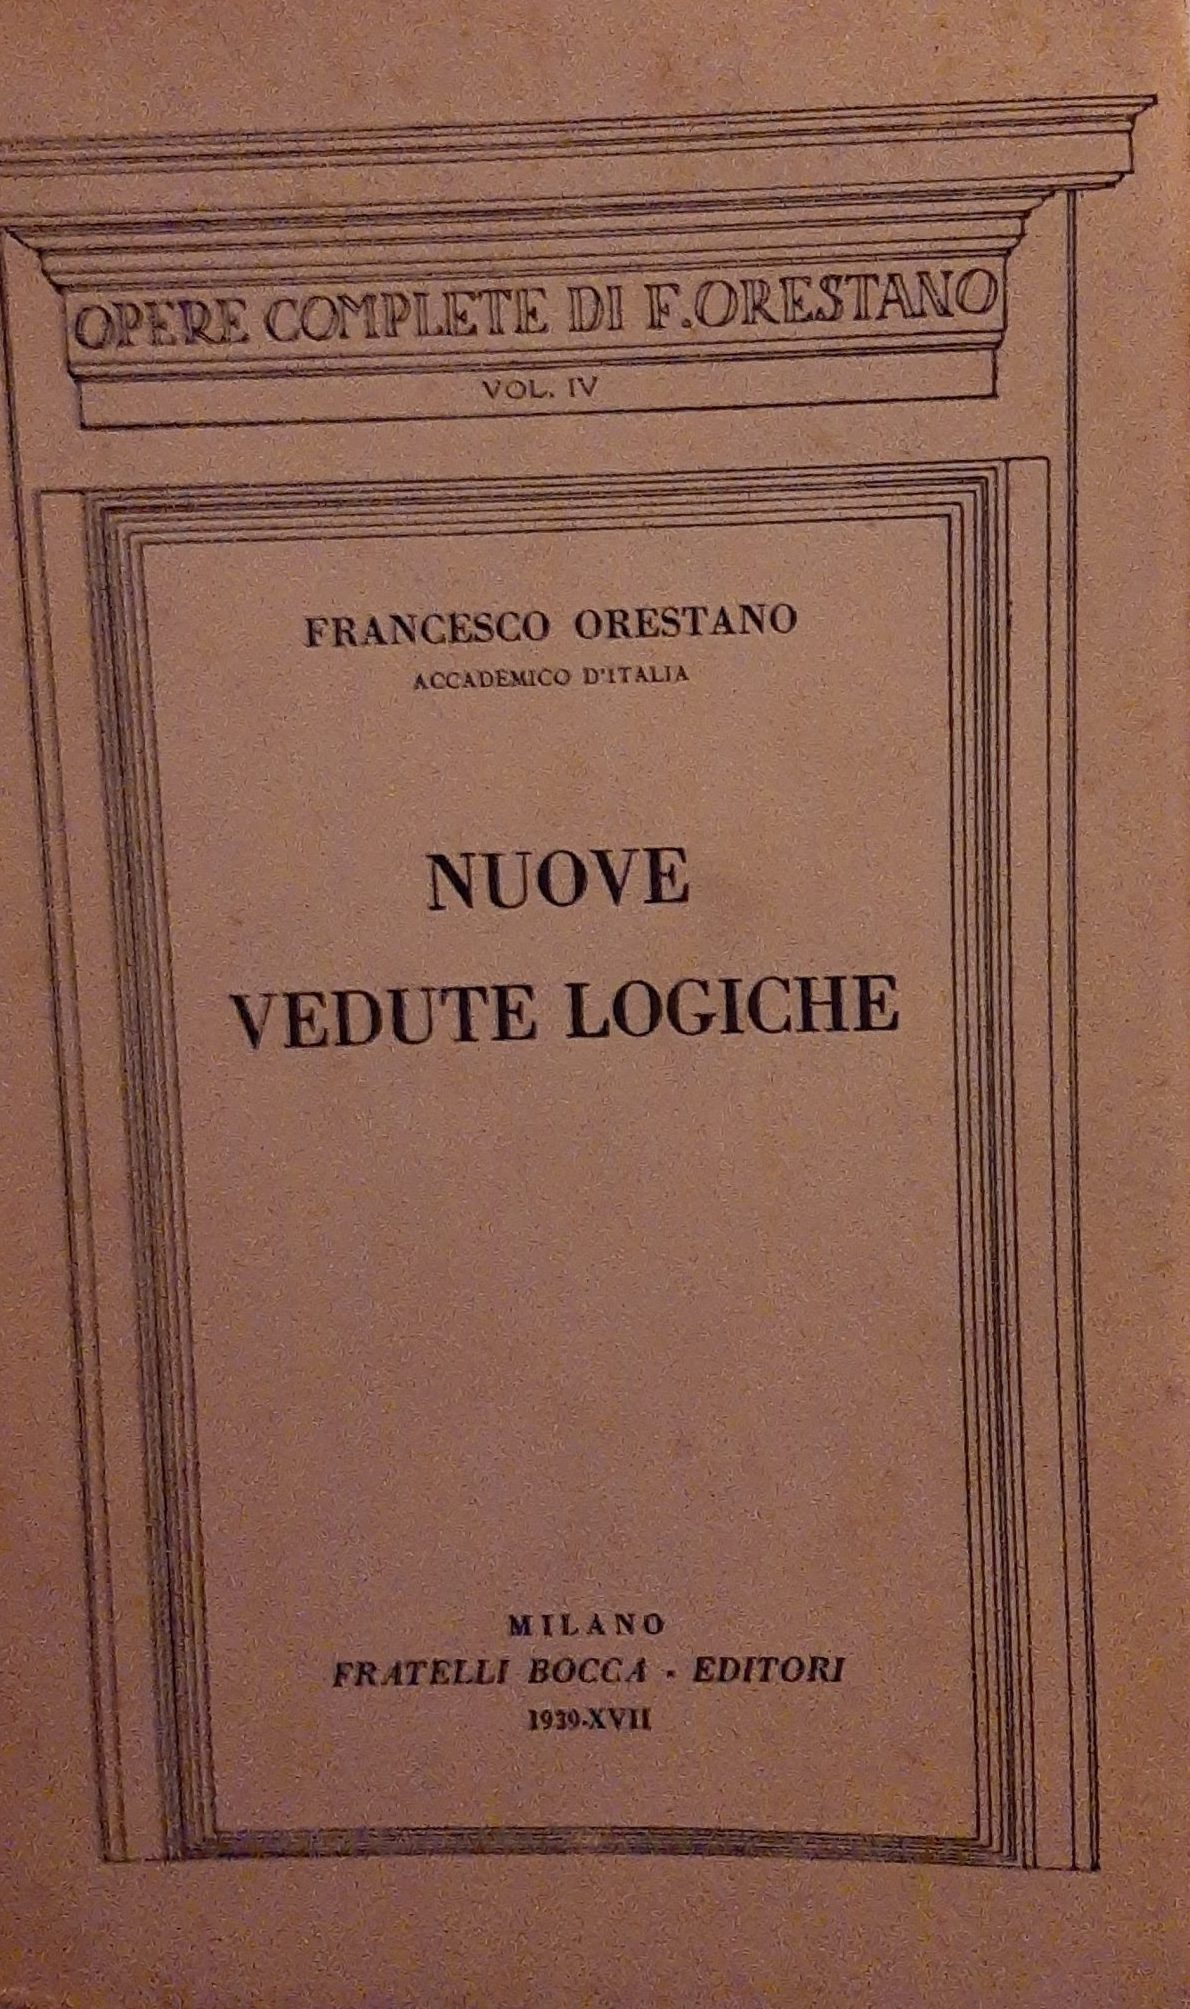 OPERE COMPLETE DI F. ORESTANO
VOL. IV
FRANCESCO ORESTANO
ACCADEMICO D'ITALIA
NUOVE
VEDUTE LOGICHE
MILANO
FRATELLI BOCCA - EDITORI
1939-XVII